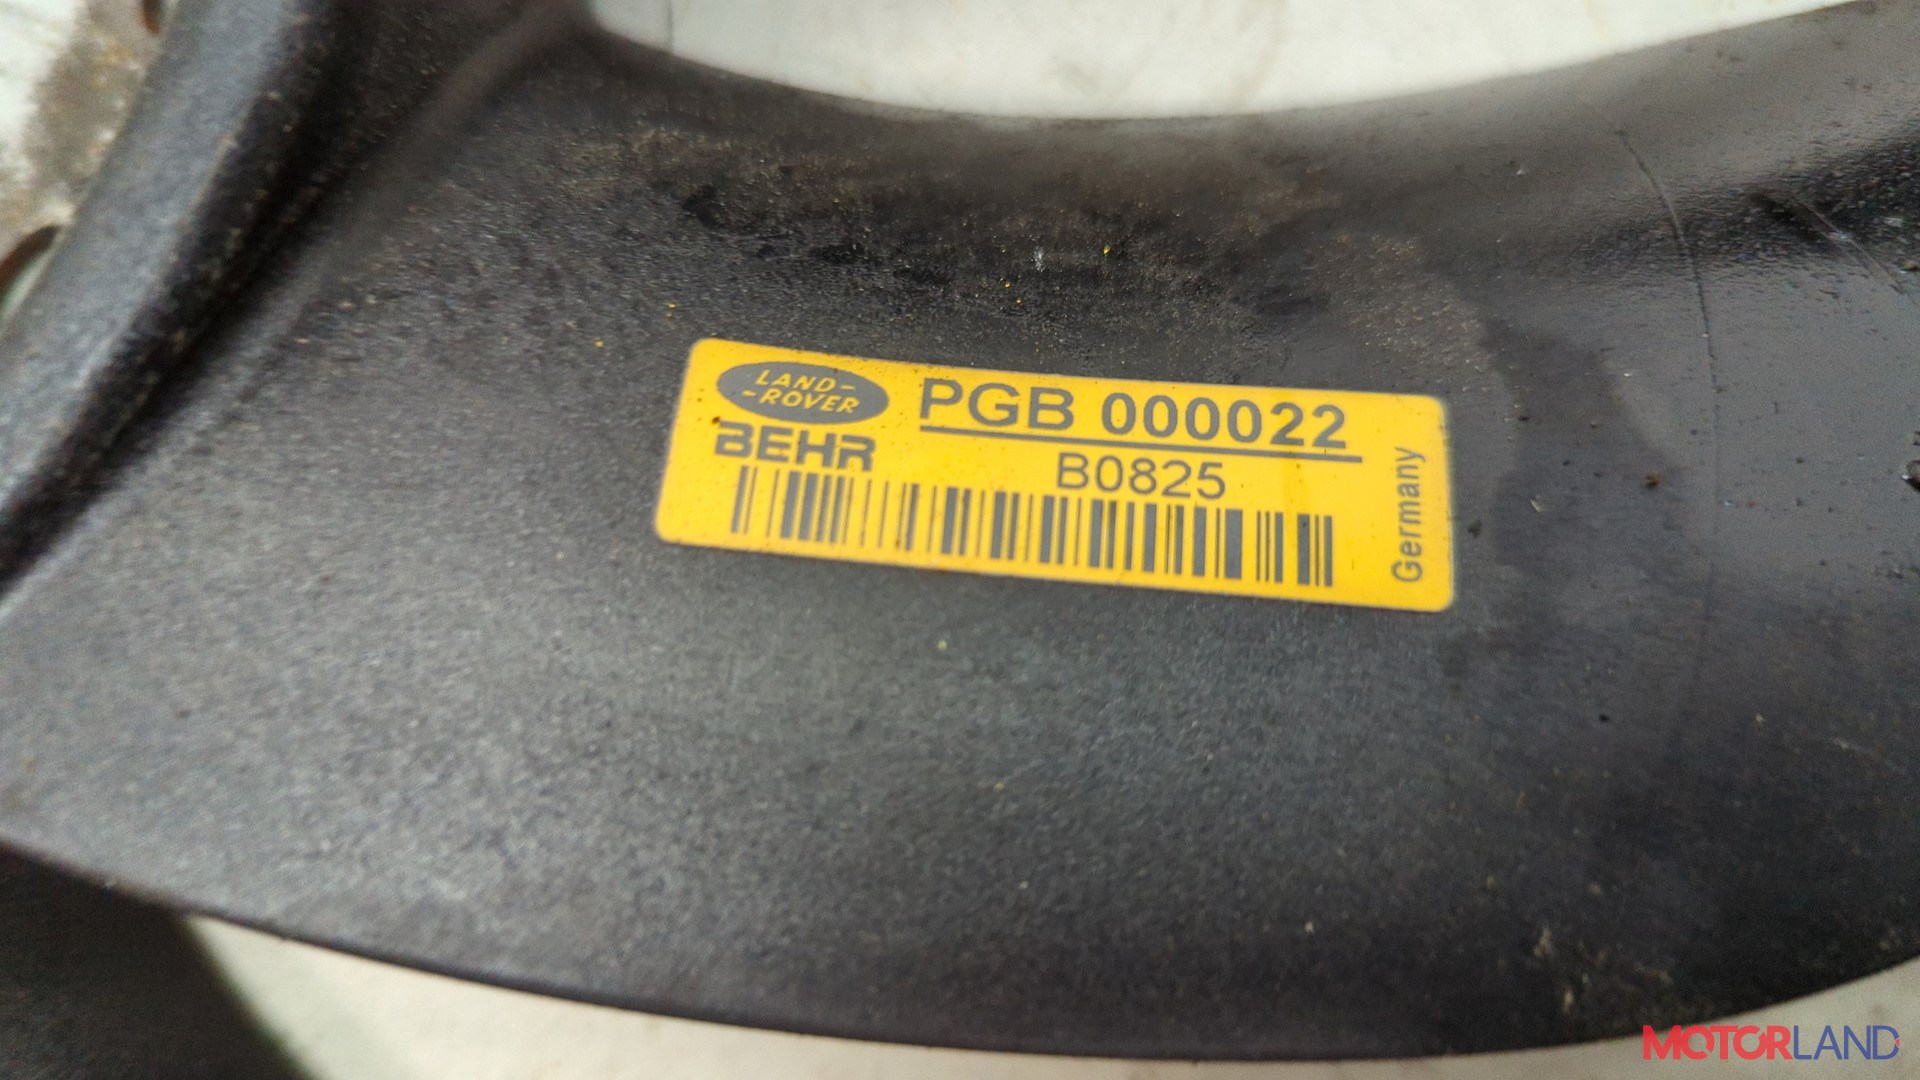 LAND-
-ROVER
PGB 000022
BEHR
B0825
Germany
MOTORLAND